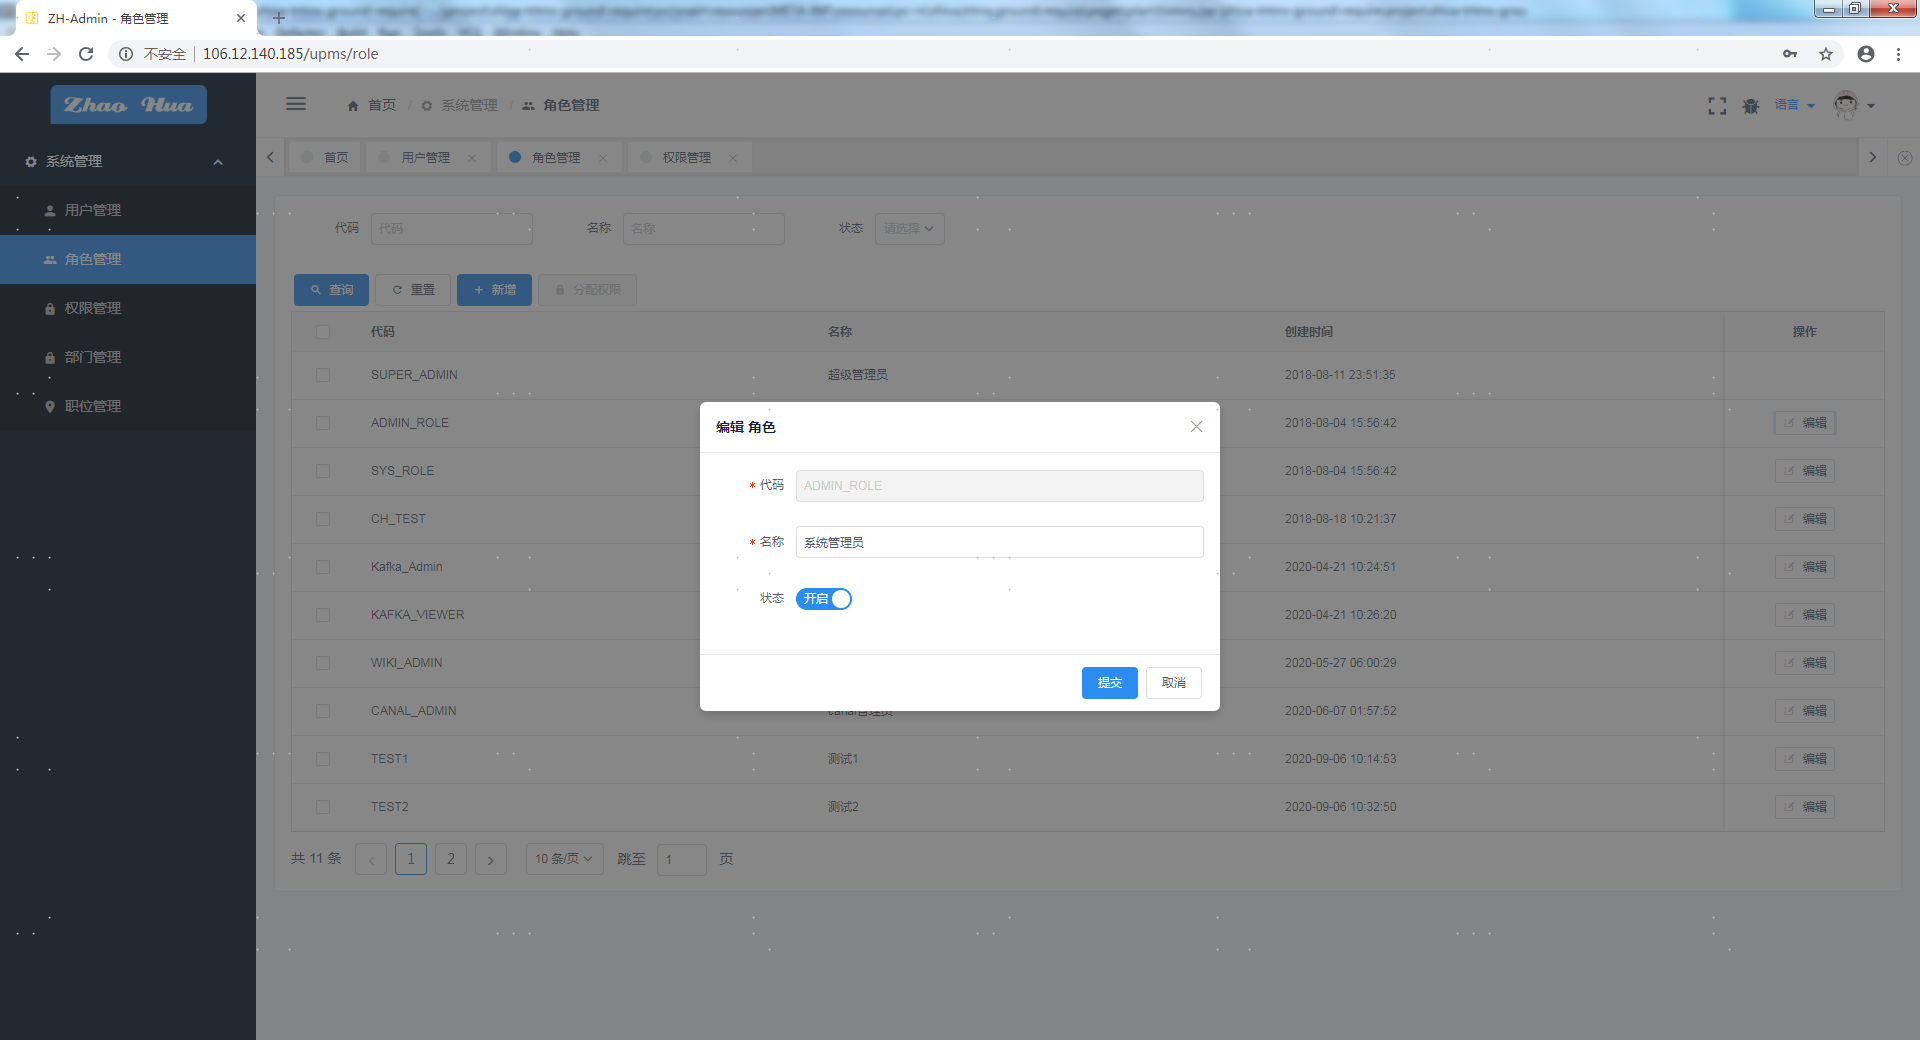 ZH-Admin - 角色管理
不安全 106.12.140.185/upms/role
Zhao Hua
首页 / 系统管理 / 角色管理
语言
系统管理
用户管理
角色管理
权限管理
部门管理
职位管理
首页 用户管理 角色管理 权限管理
代码 代码 名称 名称 状态 请选择
查询 重置 新增 分配权限
代码 名称 创建时间 操作
SUPER_ADMIN 超级管理员 2018-08-11 23:51:35
ADMIN_ROLE 2018-08-04 15:56:42 编辑
SYS_ROLE 2018-08-04 15:56:42 编辑
CH_TEST 2018-08-18 10:21:37 编辑
Kafka_Admin 2020-04-21 10:24:51 编辑
KAFKA_VIEWER 2020-04-21 10:26:20 编辑
WIKI_ADMIN 2020-05-27 06:00:29 编辑
CANAL_ADMIN canal管理员 2020-06-07 01:57:52 编辑
TEST1 测试1 2020-09-06 10:14:53 编辑
TEST2 测试2 2020-09-06 10:32:50 编辑
共 11 条 1 2 10 条/页 跳至 1 页
编辑 角色
* 代码 ADMIN_ROLE
* 名称 系统管理员
状态 开启
提交 取消